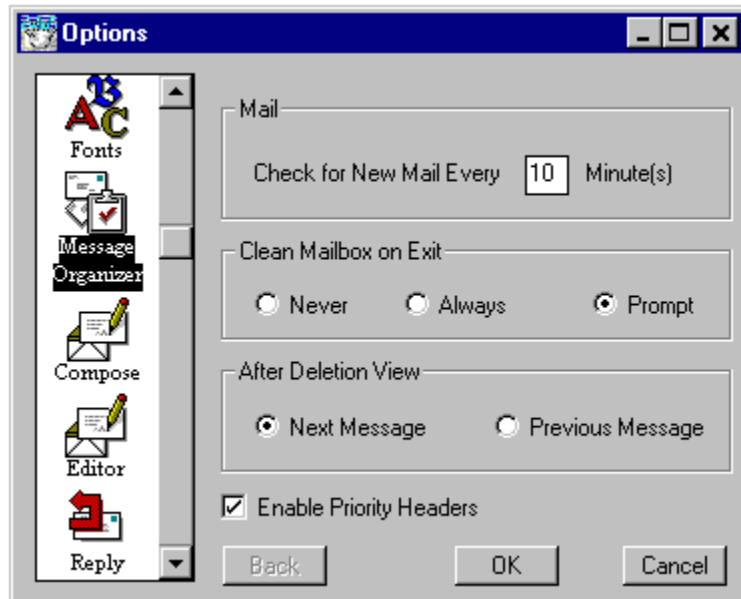 Options
Fonts
Message
Organizer
Compose
Editor
Reply
Mail
Check for New Mail Every 10 Minute(s)
Clean Mailbox on Exit
Never Always Prompt
After Deletion View
Next Message Previous Message
Enable Priority Headers
Back OK Cancel